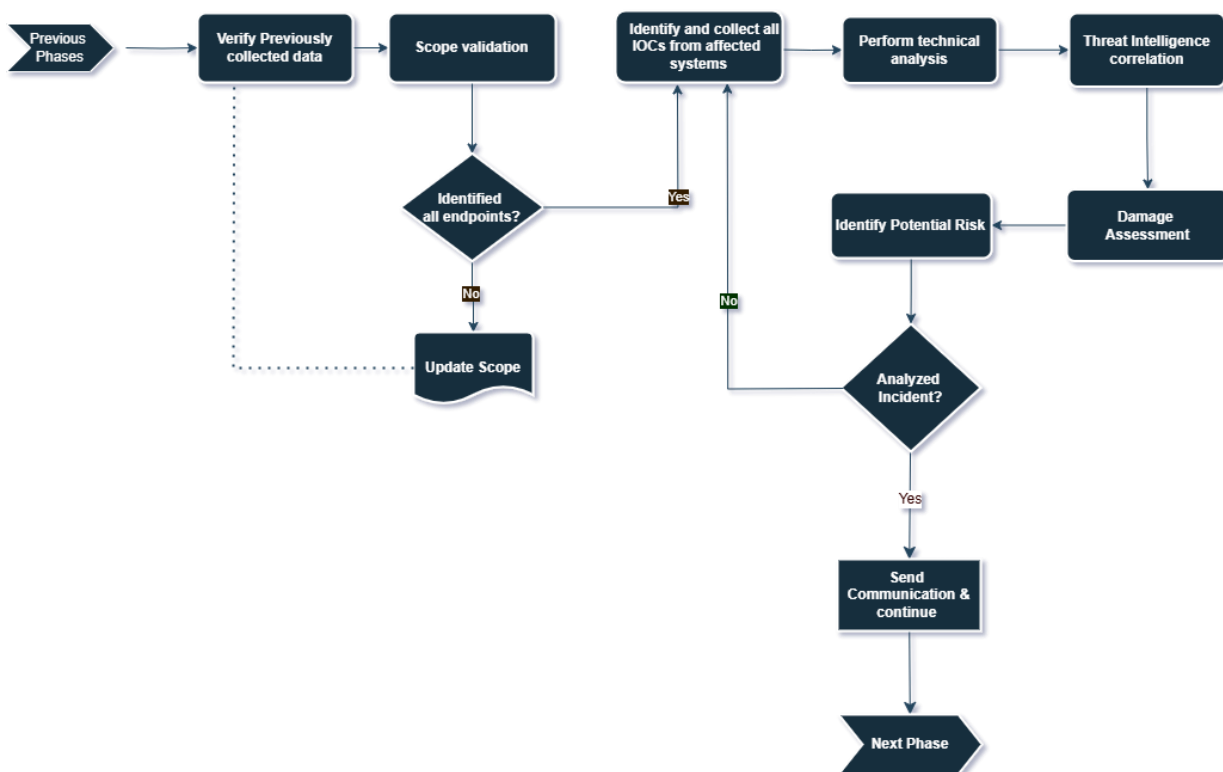 Previous
Phases
Verify Previously
collected data
Scope validation
Identify and collect all
IOCs from affected
systems
Perform technical
analysis
Threat Intelligence
correlation
Identified
all endpoints?
Yes
Identify Potential Risk
Damage
Assessment
No
No
Update Scope
Analyzed
Incident?
Yes
Send
Communication &
continue
Next Phase